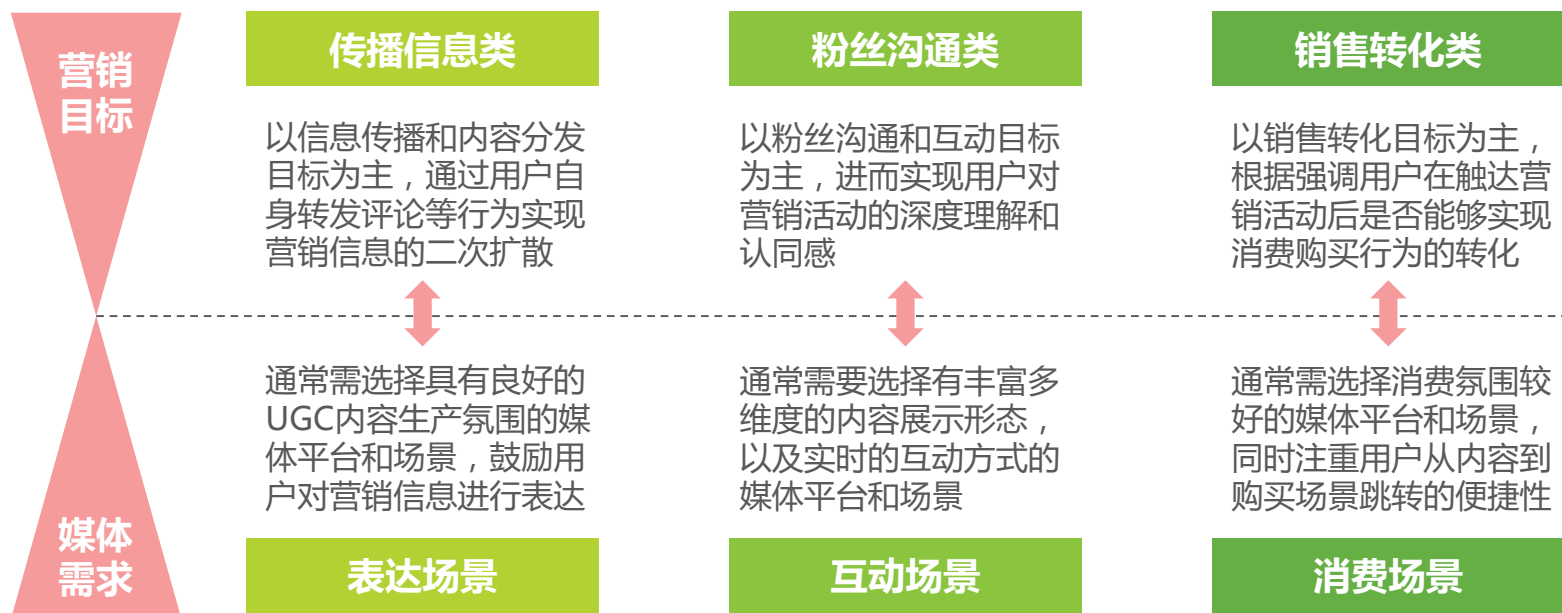 营销
目标
传播信息类
粉丝沟通类
销售转化类
以信息传播和内容分发
目标为主，通过用户自
身转发评论等行为实现
营销信息的二次扩散
以粉丝沟通和互动目标
为主，进而实现用户对
营销活动的深度理解和
认同感
以销售转化目标为主，
根据强调用户在触达营
销活动后是否能够实现
消费购买行为的转化
通常需选择具有良好的
UGC内容生产氛围的媒
体平台和场景，鼓励用
户对营销信息进行表达
通常需要选择有丰富多
维度的内容展示形态，
以及实时的互动方式的
媒体平台和场景
通常需选择消费氛围较
好的媒体平台和场景，
同时注重用户从内容到
购买场景跳转的便捷性
媒体
需求
表达场景
互动场景
消费场景